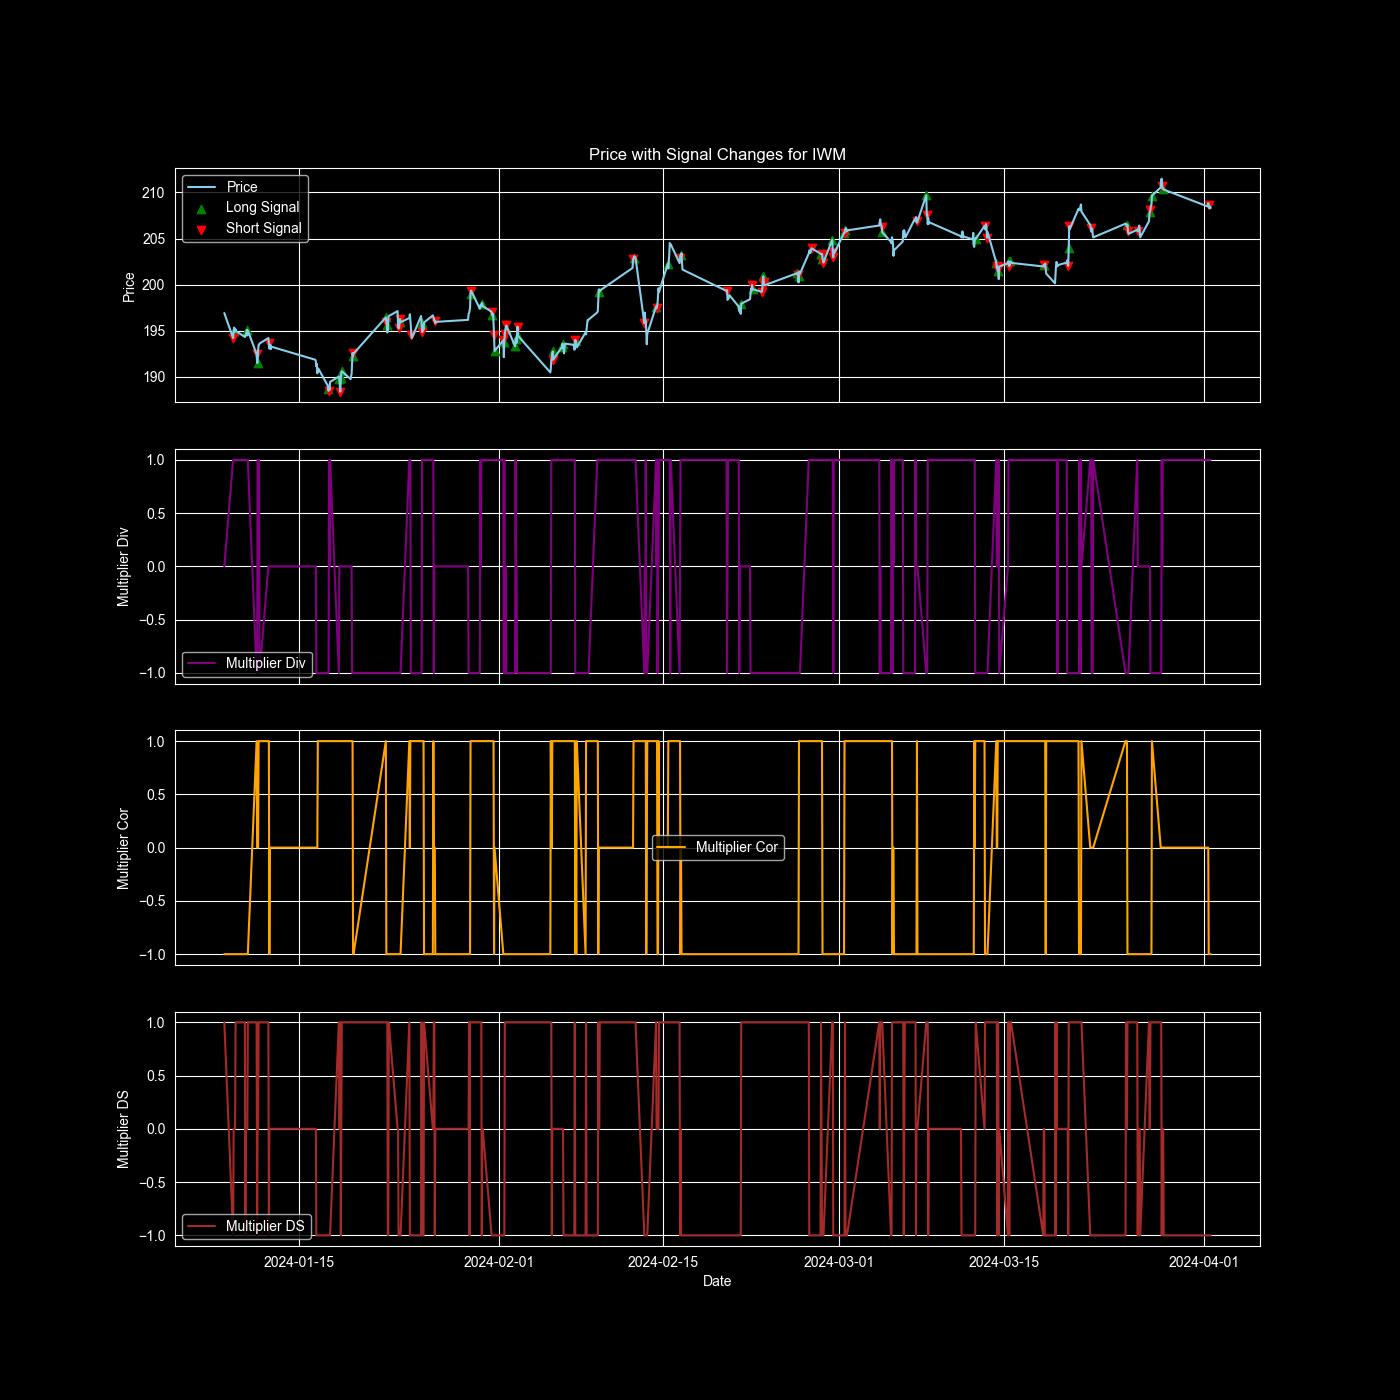 Price with Signal Changes for IWM
Price
Long Signal
Short Signal
210
205
200
195
190
Price
1.0
0.5
0.0
−0.5
−1.0
Multiplier Div
Multiplier Div
1.0
0.5
0.0
−0.5
−1.0
Multiplier Cor
Multiplier Cor
1.0
0.5
0.0
−0.5
−1.0
Multiplier DS
Multiplier DS
2024-01-15 2024-02-01 2024-02-15 2024-03-01 2024-03-15 2024-04-01
Date